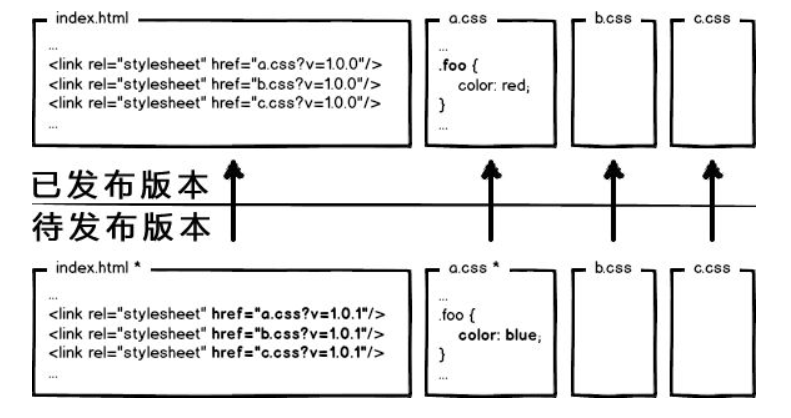 index.html
...
<link rel="stylesheet" href="a.css?v=1.0.0"/>
<link rel="stylesheet" href="b.css?v=1.0.0"/>
<link rel="stylesheet" href="c.css?v=1.0.0"/>
...
a.css
...
.foo {
color: red;
}
...
b.css
c.css
已发布版本
待发布版本
index.html *
...
<link rel="stylesheet" href="a.css?v=1.0.1"/>
<link rel="stylesheet" href="b.css?v=1.0.1"/>
<link rel="stylesheet" href="c.css?v=1.0.1"/>
...
a.css *
...
.foo {
color: blue;
}
...
b.css
c.css